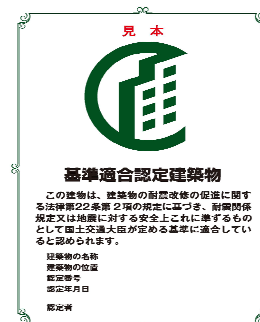 見 本
基準適合認定建築物
この建物は、建築物の耐震改修の促進に関す
る法律第22条第２項の規定に基づき、耐震関係
規定又は地震に対する安全上これに準ずるもの
として国土交通大臣が定める基準に適合してい
ると認められます。
建築物の名称
建築物の位置
認定番号
認定年月日
認定者